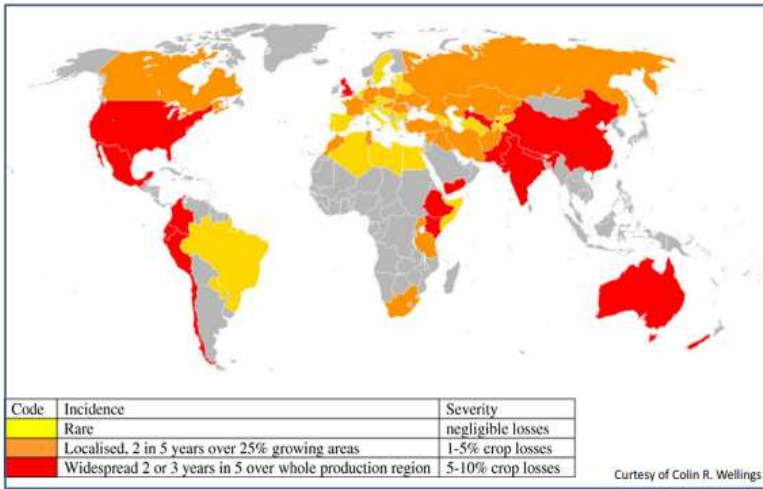 Code Incidence Severity
Rare negligible losses
Localised, 2 in 5 years over 25% growing areas 1-5% crop losses
Widespread 2 or 3 years in 5 over whole production region 5-10% crop losses
Curtesy of Colin R. Wellings